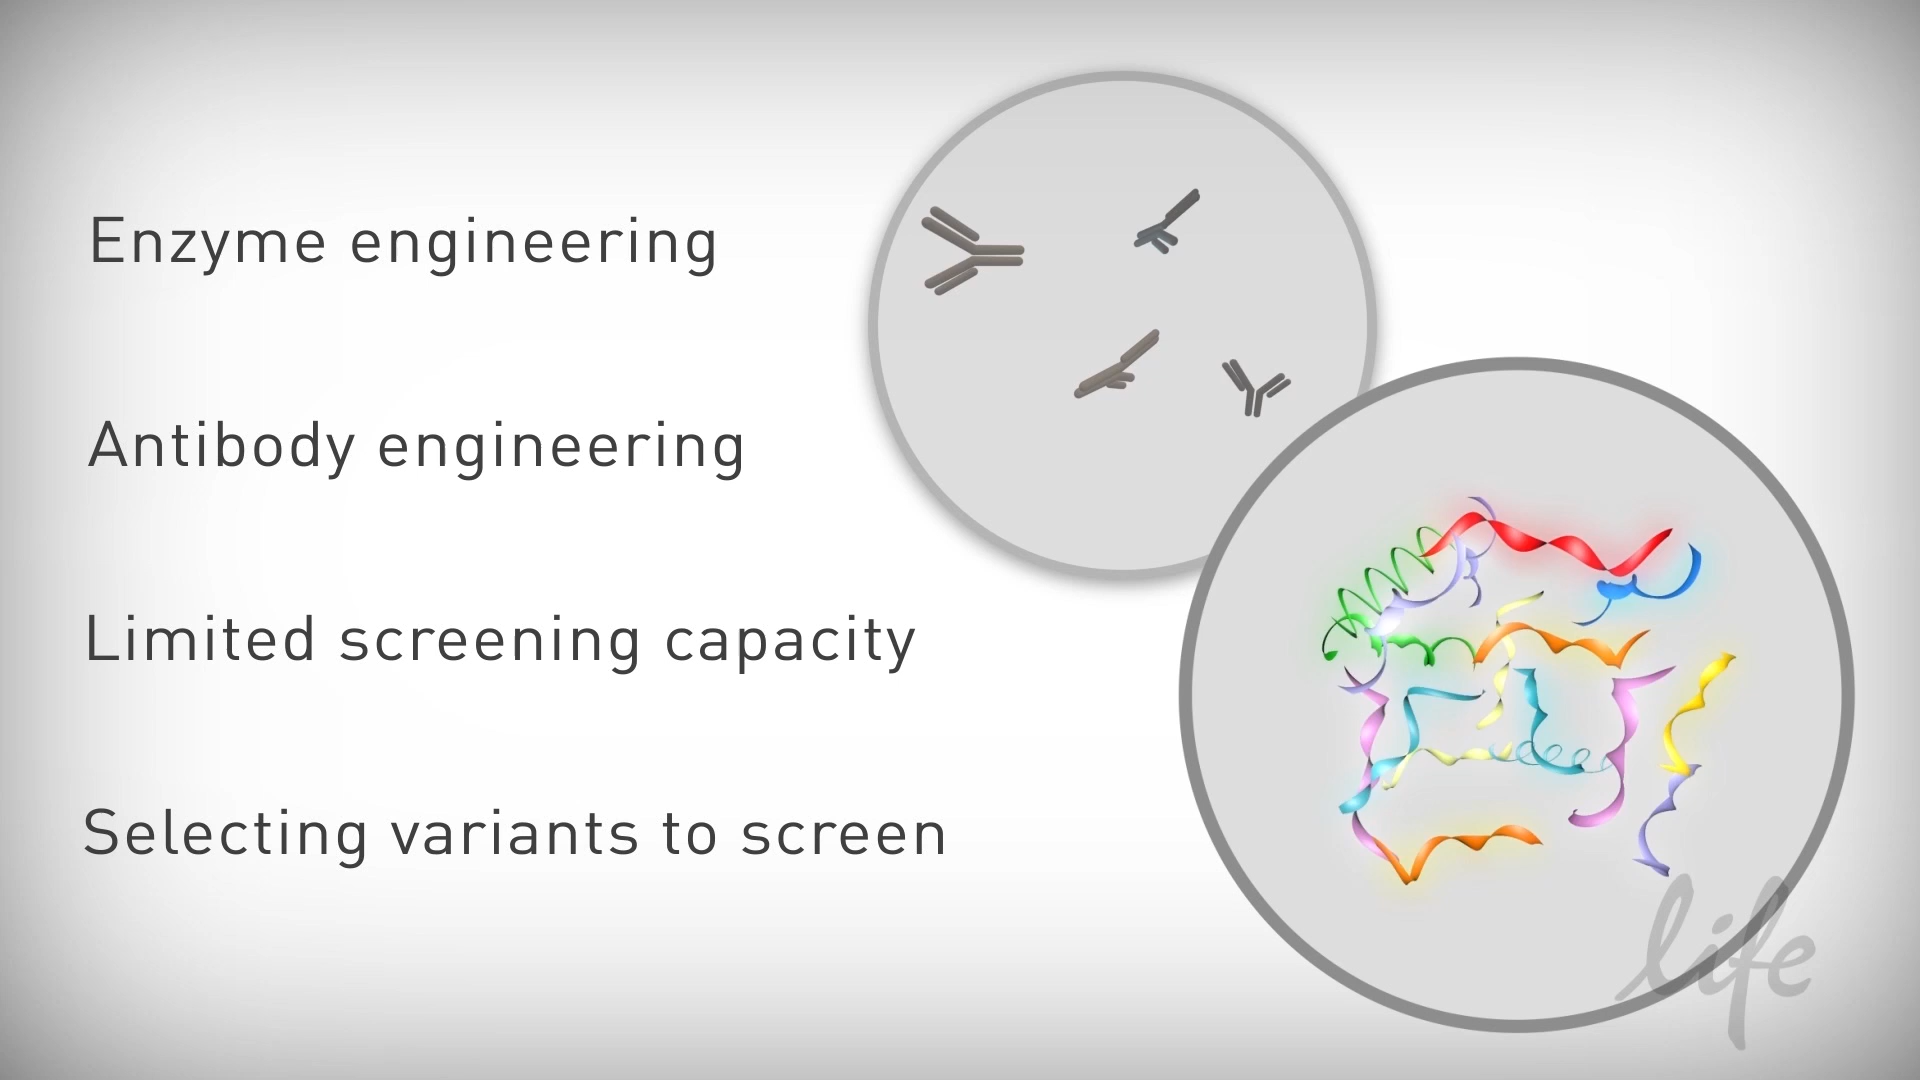 Enzyme engineering
Antibody engineering
Limited screening capacity
Selecting variants to screen
life